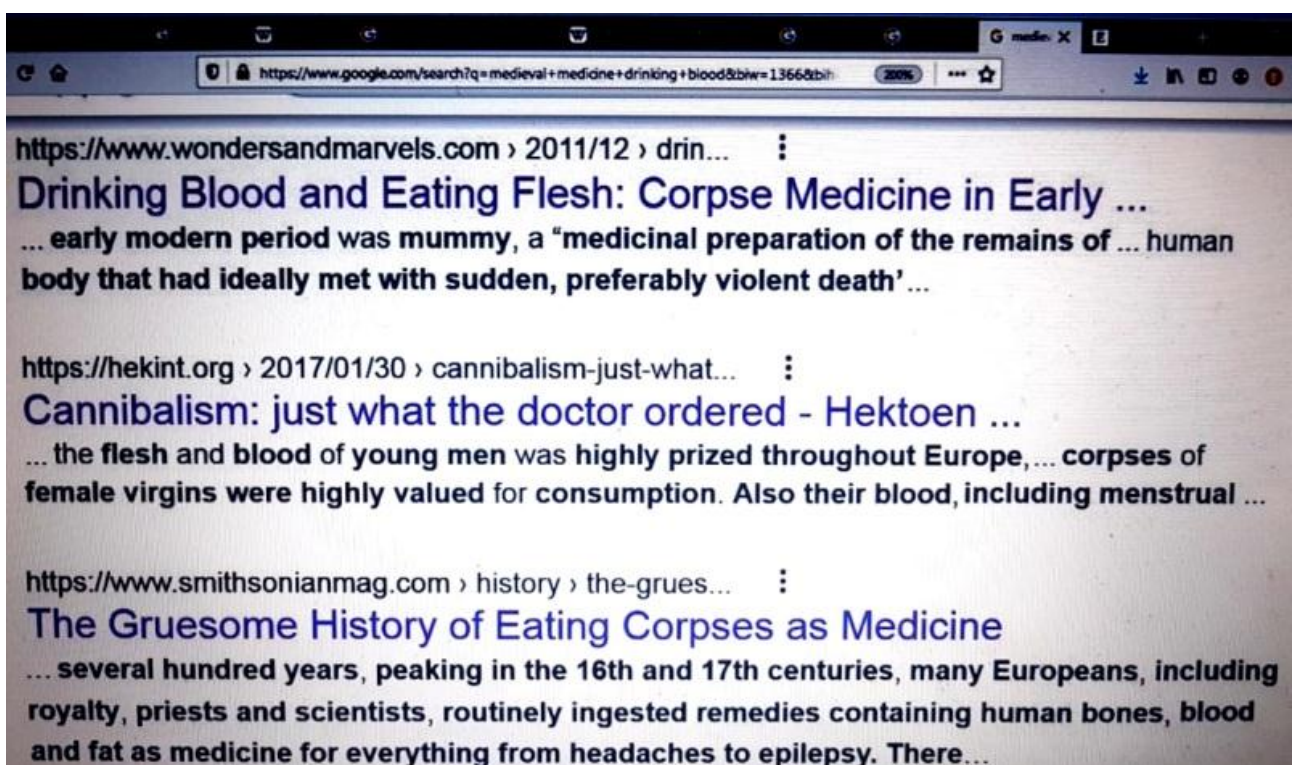 G medie
https://www.google.com/search?q=medieval+medicine+drinking+blood&biw=1366&bih 200%
https://www.wondersandmarvels.com › 2011/12 › drin...
Drinking Blood and Eating Flesh: Corpse Medicine in Early ...
... early modern period was mummy, a “medicinal preparation of the remains of ... human
body that had ideally met with sudden, preferably violent death’...
https://hekint.org › 2017/01/30 › cannibalism-just-what...
Cannibalism: just what the doctor ordered - Hektoen ...
... the flesh and blood of young men was highly prized throughout Europe,... corpses of
female virgins were highly valued for consumption. Also their blood, including menstrual ...
https://www.smithsonianmag.com › history › the-grues...
The Gruesome History of Eating Corpses as Medicine
... several hundred years, peaking in the 16th and 17th centuries, many Europeans, including
royalty, priests and scientists, routinely ingested remedies containing human bones, blood
and fat as medicine for everything from headaches to epilepsy. There...